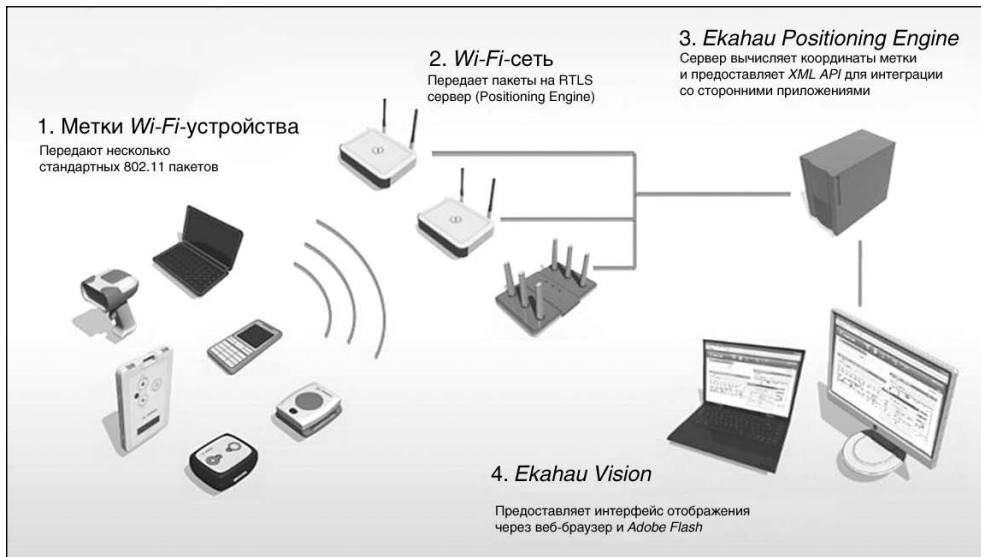 1. Метки Wi-Fi-устройства
Передают несколько
стандартных 802.11 пакетов
2. Wi-Fi-сеть
Передает пакеты на RTLS
сервер (Positioning Engine)
3. Ekahau Positioning Engine
Сервер вычисляет координаты метки
и предоставляет XML API для интеграции
со сторонними приложениями
4. Ekahau Vision
Предоставляет интерфейс отображения
через веб-браузер и Adobe Flash